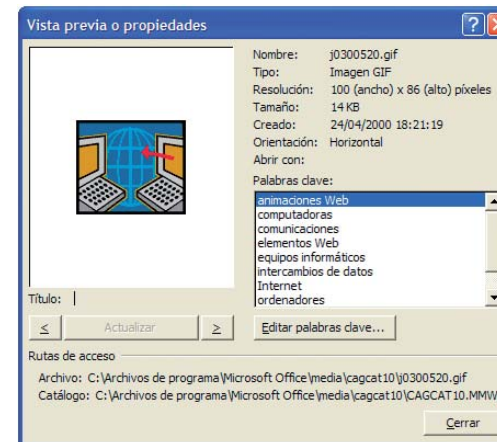 Vista previa o propiedades
Nombre: j0300520.gif
Tipo: Imagen GIF
Resolución: 100 (ancho) x 86 (alto) píxeles
Tamaño: 14 KB
Creado: 24/04/2000 18:21:19
Orientación: Horizontal
Abrir con:
Palabras clave:
animaciones Web
computadoras
comunicaciones
elementos Web
equipos informáticos
intercambios de datos
Internet
ordenadores
Título:
< Actualizar > Editar palabras clave...
Rutas de acceso
Archivo: C:\Archivos de programa\Microsoft Office\media\cagcat10\j0300520.gif
Catálogo: C:\Archivos de programa\Microsoft Office\media\cagcat10\CAGCAT10.MMW
Cerrar